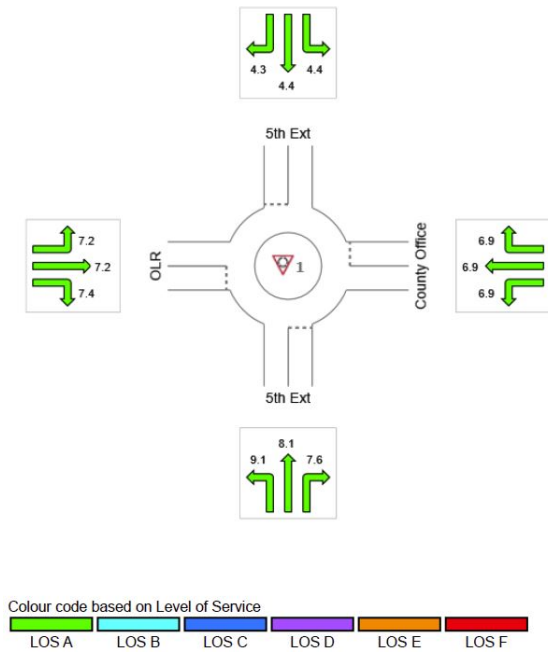 4.3
4.4
4.4
5th Ext
7.2
7.2
7.4
OLR
1
County Office
6.9
6.9
6.9
5th Ext
8.1
9.1
7.6
Colour code based on Level of Service
LOS A
LOS B
LOS C
LOS D
LOS E
LOS F